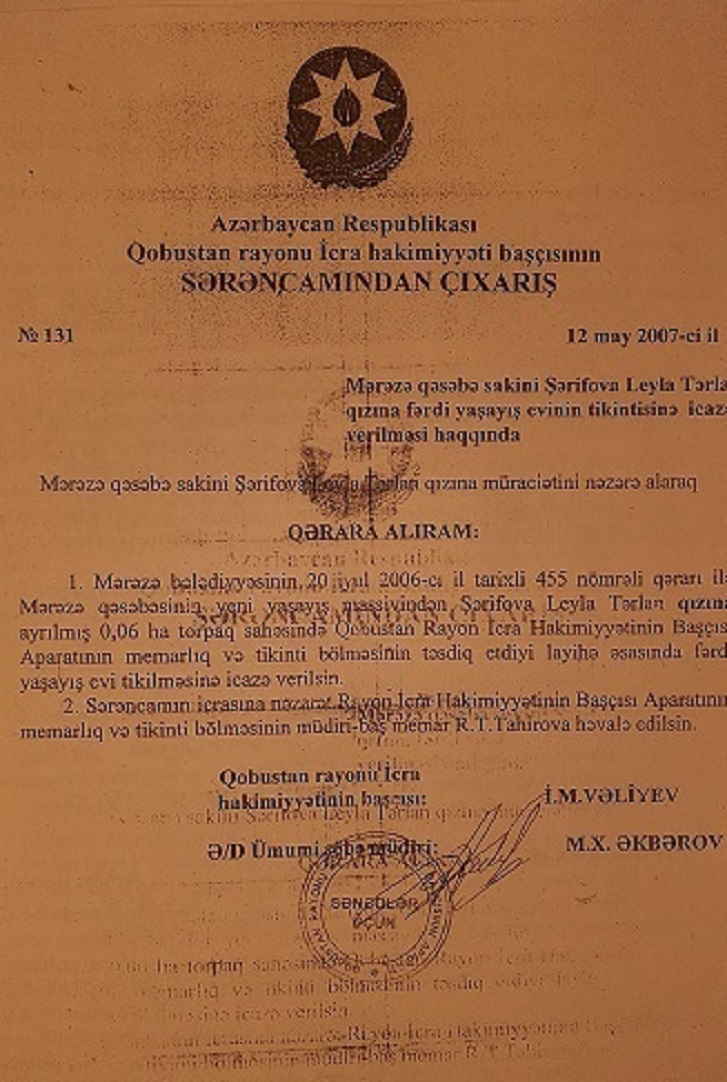 Azərbaycan Respublikası
Qobustan rayonu İcra hakimiyyəti başçısının
SƏRƏNCAMINDAN ÇIXARIŞ
№ 131
12 may 2007-ci il
Mərəzə qəsəbə sakini Şərifova Leyla Tərla
qızına fərdi yaşayış evinin tikintisinə icazə
verilməsi haqqında
Mərəzə qəsəbə sakini Şərifova Leyla Tərlan qızına müraciətini nəzərə alaraq
QƏRARA ALIRAM:
1. Mərəzə bələdiyyəsinin 20 iyul 2006-cı il tarixli 455 nömrəli qərarı ilə
Mərəzə qəsəbəsinin yeni yaşayış massivindən Şərifova Leyla Tərlan qızına
ayrılmış 0,06 ha torpaq sahəsində Qobustan Rayon İcra Hakimiyyətinin Başçısı
Aparatının memarlıq və tikinti bölməsinin təsdiq etdiyi layihə əsasında fərd
yaşayış evi tikilməsinə icazə verilsin.
2. Sərəncamın icrasına nəzarət Rayon İcra Hakimiyyətinin Başçısı Aparatını
memarlıq və tikinti bölməsinin müdiri-baş memar R.T.Tahirova həvalə edilsin.
Qobustan rayonu İcra
hakimiyyətinin başçısı:
İ.M.VƏLİYEV
Ə/D Ümumi şöbə müdiri:
M.X. ƏKBƏROV
SƏNƏDLƏR
ÜÇÜN